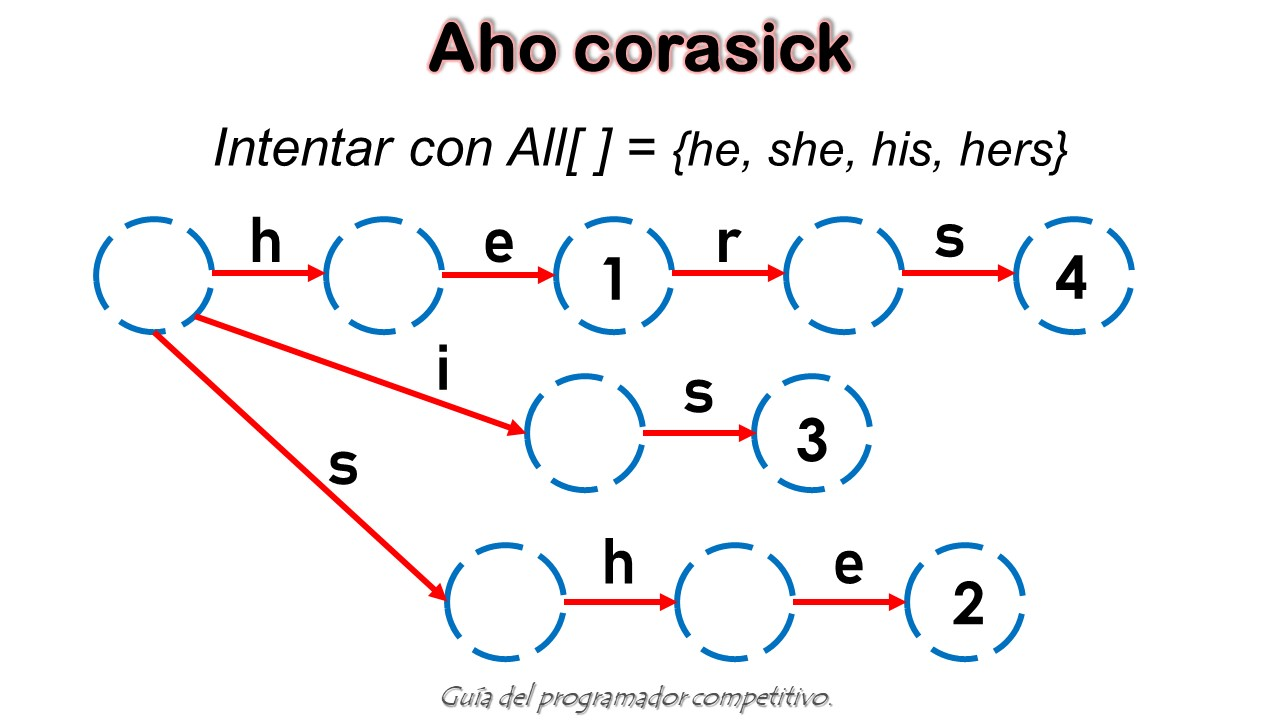 Aho corasick
Intentar con All[ ] = {he, she, his, hers}
h e r s
1 4
i s
3
s
h e
2
Guía del programador competitivo.